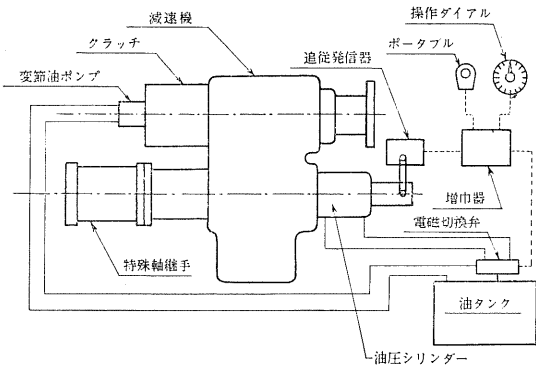 操作ダイアル
減速機
ポータブル
クラッチ
追従発信器
変節油ポンプ
増巾器
電磁切換弁
特殊軸継手
油タンク
油圧シリンダー